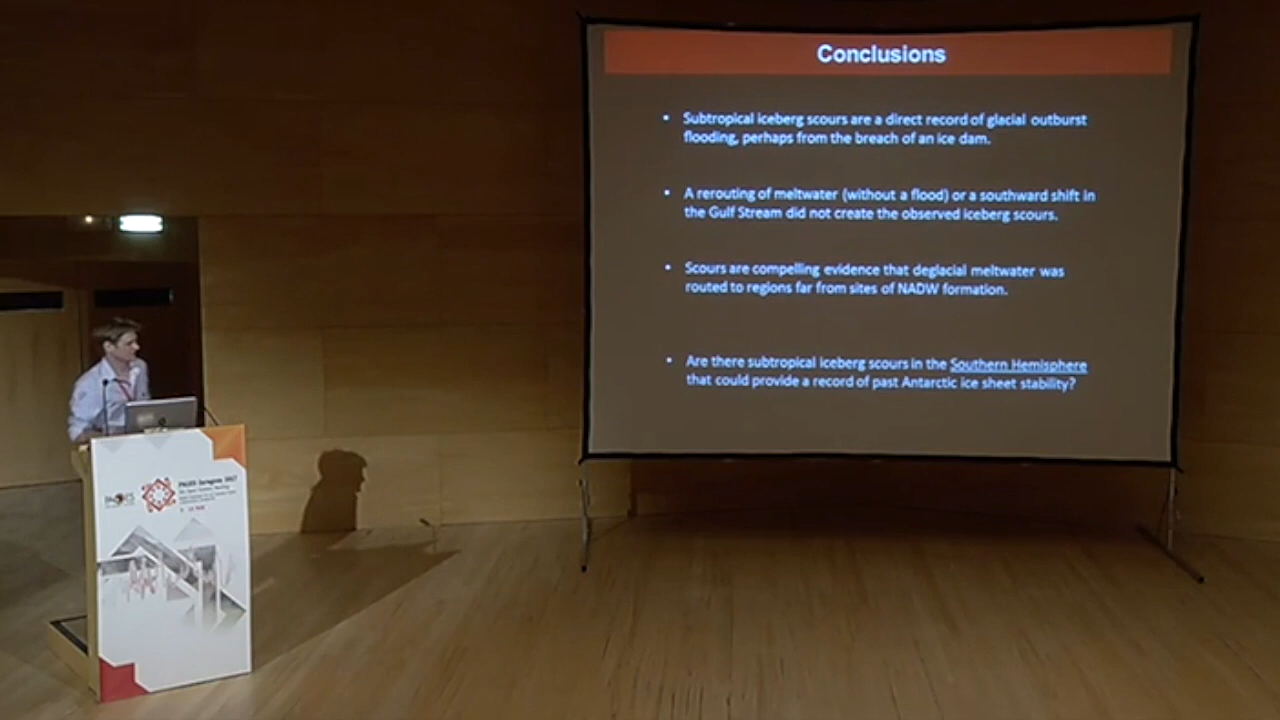 Conclusions
• Subtropical iceberg scours are a direct record of glacial outburst
flooding, perhaps from the breach of an ice dam.
• A rerouting of meltwater (without a flood) or a southward shift in
the Gulf Stream did not create the observed iceberg scours.
• Scours are compelling evidence that deglacial meltwater was
routed to regions far from sites of NADW formation.
• Are there subtropical iceberg scours in the Southern Hemisphere
that could provide a record of past Antarctic ice sheet stability?
PAGES
PAGES Zaragoza 2017